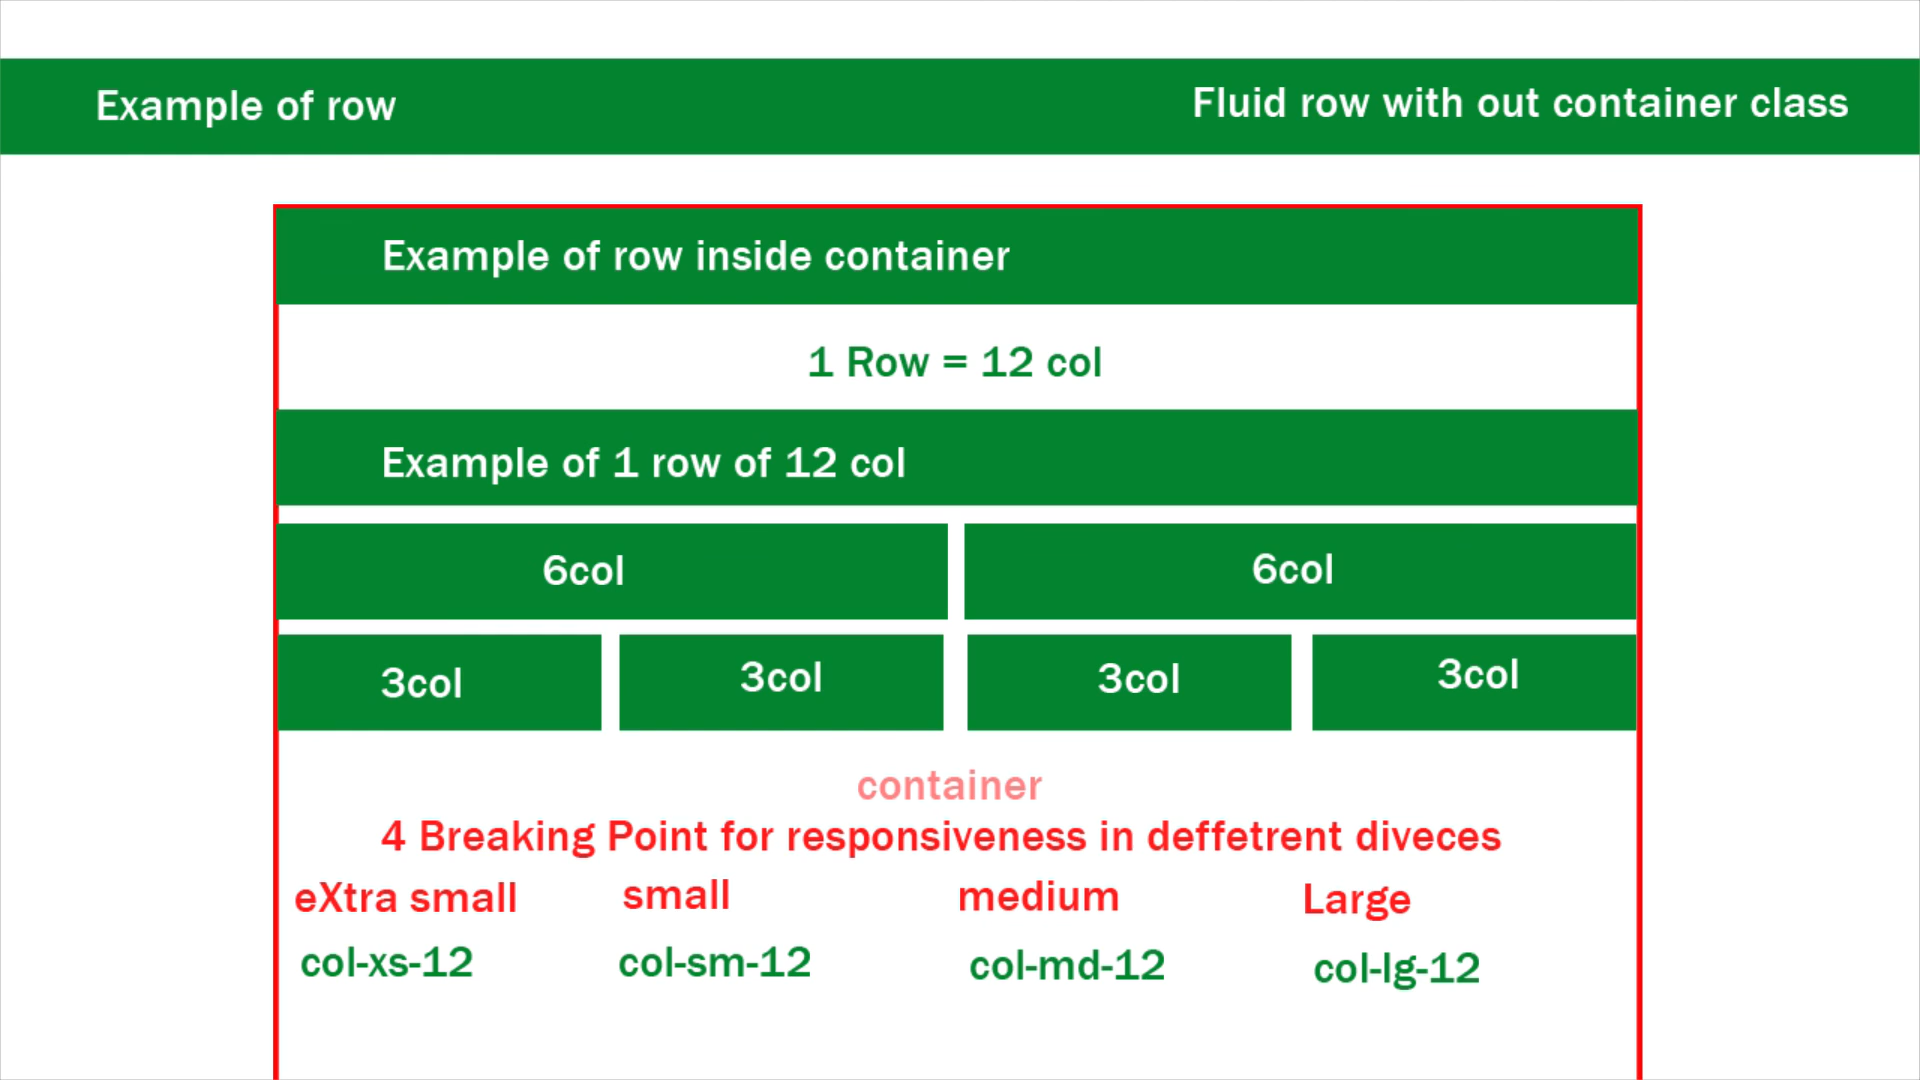 Example of row
Fluid row with out container class
Example of row inside container
1 Row = 12 col
Example of 1 row of 12 col
6col
6col
3col
3col
3col
3col
container
4 Breaking Point for responsiveness in deffetrent diveces
eXtra small
small
medium
Large
col-xs-12
col-sm-12
col-md-12
col-lg-12